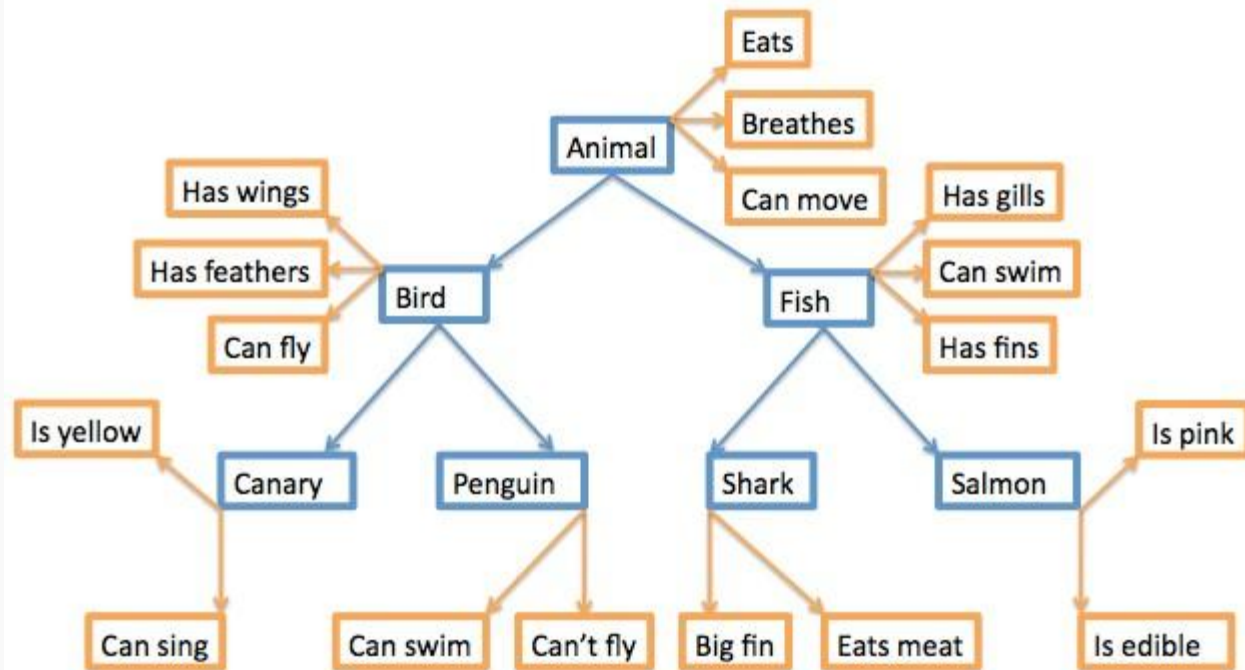 Eats
Breathes
Animal
Can move
Has wings
Has gills
Has feathers
Can swim
Bird
Fish
Can fly
Has fins
Is yellow
Is pink
Canary
Penguin
Shark
Salmon
Can sing
Can swim
Can't fly
Big fin
Eats meat
Is edible